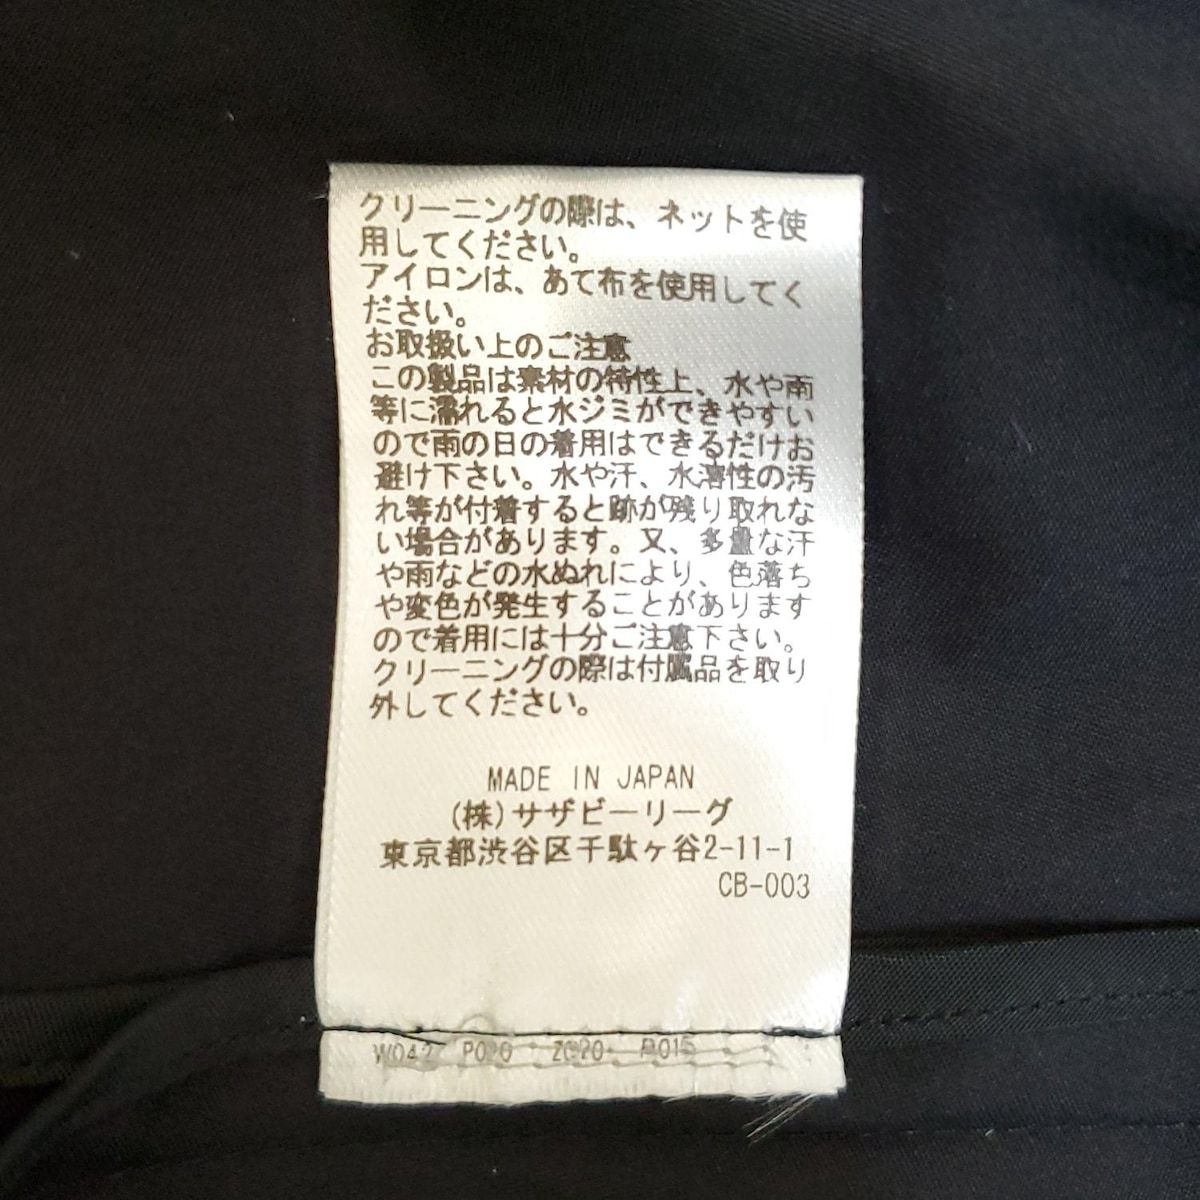 クリーニングの際は、ネットを使
用してください。
アイロンは、あて布を使用してく
ださい。
お取扱い上のご注意
この製品は素材の特性上、水や雨
等に濡れると水ジミができやすい
ので雨の日の着用はできるだけお
避け下さい。水や汗、水溶性の汚
れ等が付着すると跡が残り取れな
い場合があります。又、多量な汗
や雨などの水ぬれにより、色落ち
や変色が発生することがあります
ので着用には十分ご注意下さい。
クリーニングの際は付属品を取り
外してください。
MADE IN JAPAN
(株)サザビーリーグ
東京都渋谷区千駄ヶ谷2-11-1
CB-003
W042 P020